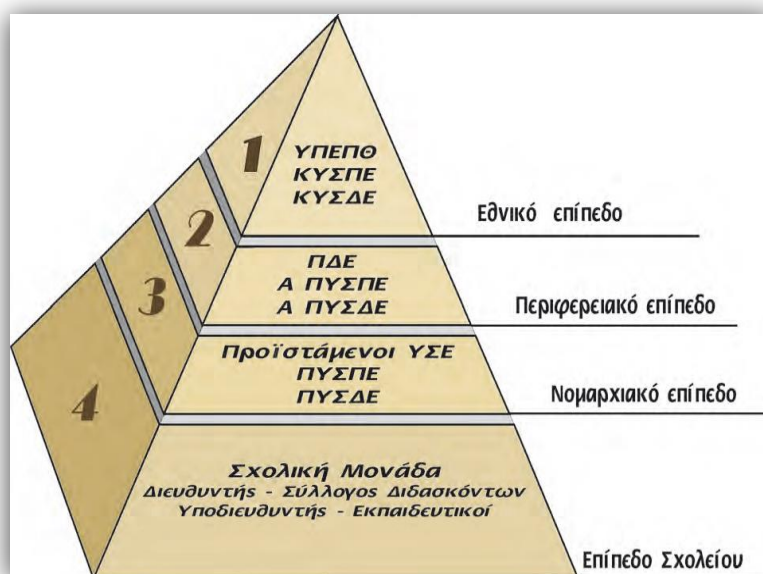 1
ΥΠΕΠΘ
ΚΥΣΠΕ
ΚΥΣΔΕ
Εθνικό επίπεδο
2
ΠΔΕ
Α ΠΥΣΠΕ
Α ΠΥΣΔΕ
Περιφερειακό επίπεδο
3
Προϊστάμενοι ΥΣΕ
ΠΥΣΠΕ
ΠΥΣΔΕ
Νομαρχιακό επίπεδο
4
Σχολική Μονάδα
Διευθυντής - Σύλλογος Διδασκόντων
Υποδιευθυντής - Εκπαιδευτικοί
Επίπεδο Σχολείου